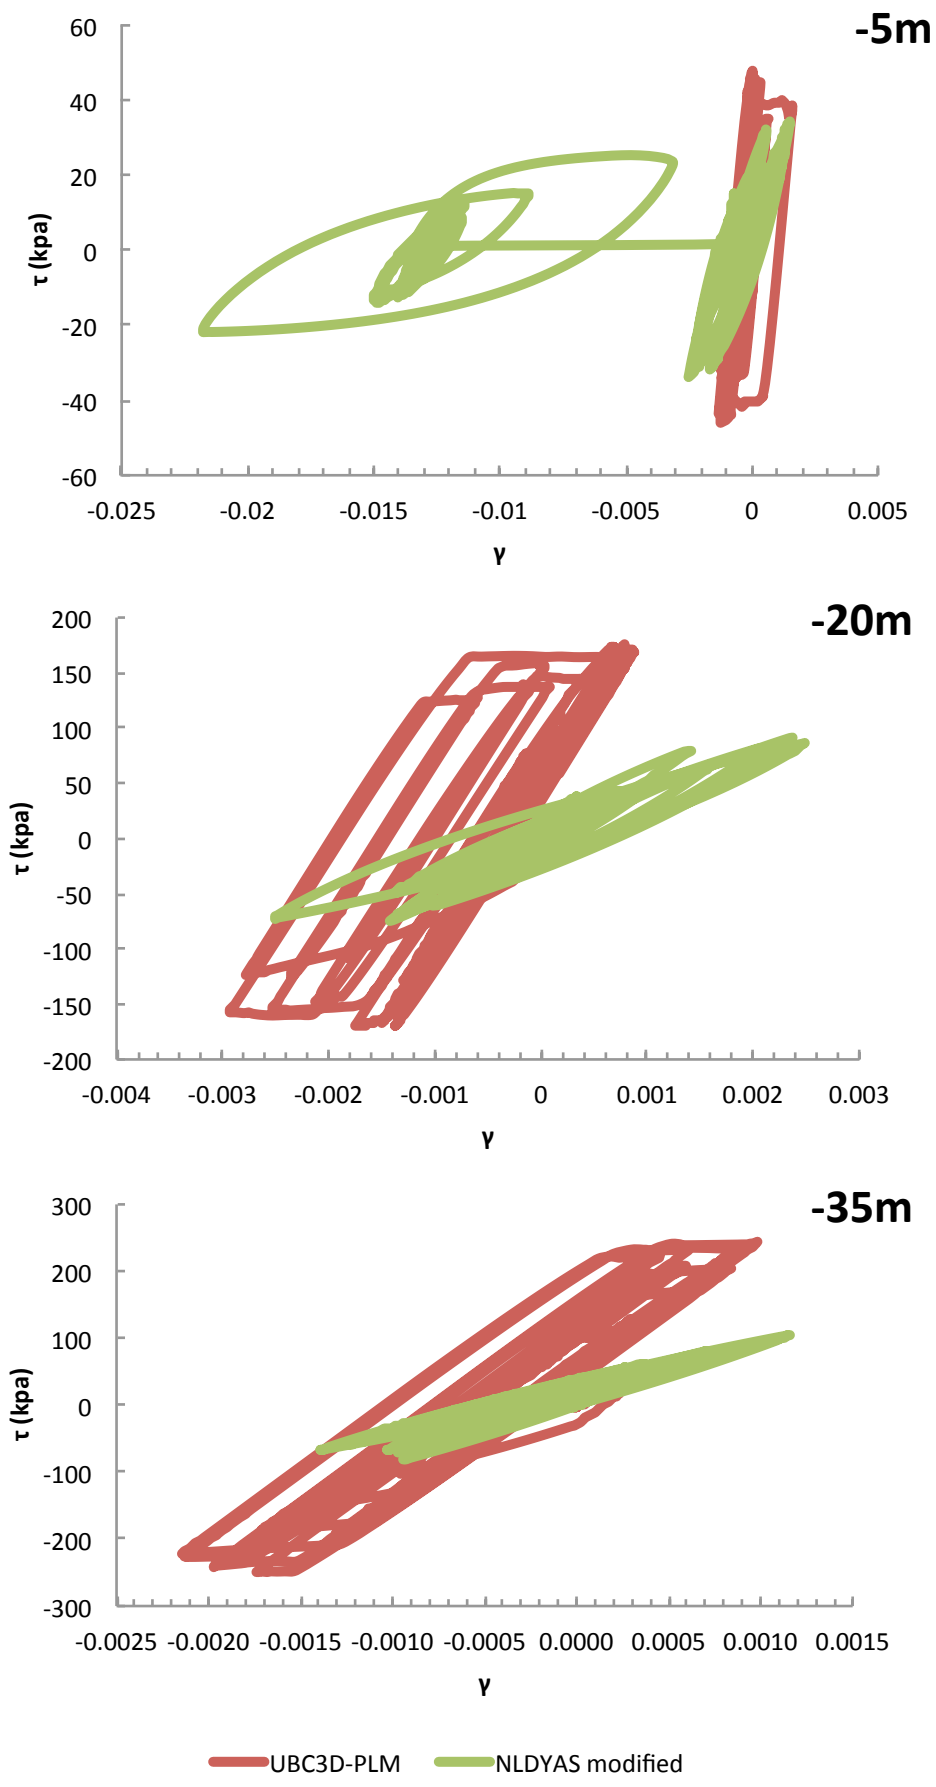 -5m
60
40
20
0
-20
-40
-60
τ (kpa)
-0.025 -0.02 -0.015 -0.01 -0.005 0 0.005
γ
-20m
200
150
100
50
0
-50
-100
-150
-200
τ (kpa)
-0.004 -0.003 -0.002 -0.001 0 0.001 0.002 0.003
γ
-35m
300
200
100
0
-100
-200
-300
τ (kpa)
-0.0025 -0.0020 -0.0015 -0.0010 -0.0005 0.0000 0.0005 0.0010 0.0015
γ
UBC3D-PLM NLDYAS modified